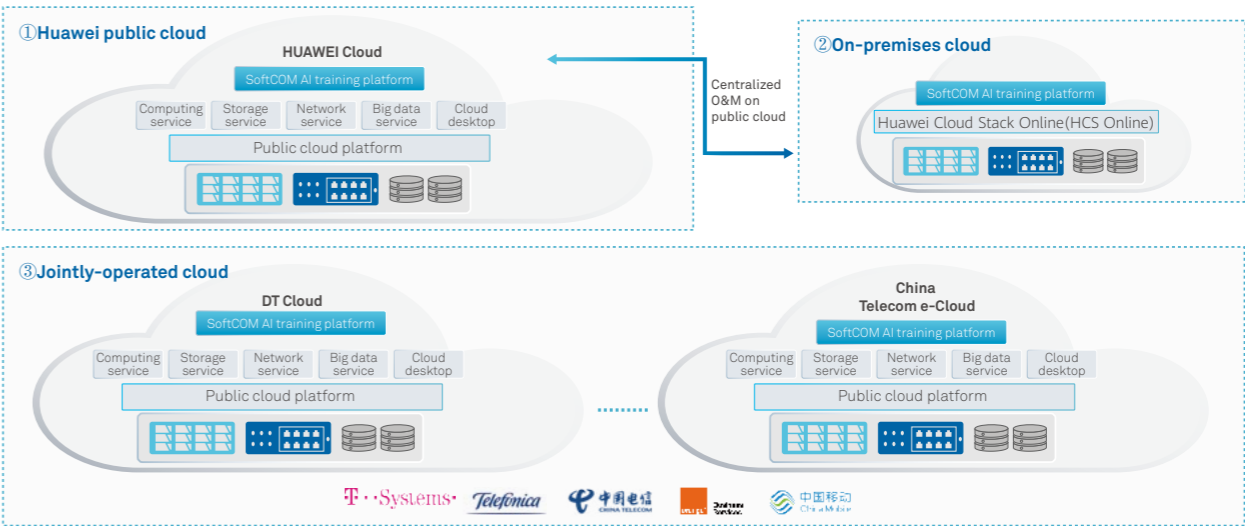 ①Huawei public cloud
HUAWEI Cloud
SoftCOM AI training platform
Computing service
Storage service
Network service
Big data service
Cloud desktop
Public cloud platform
Centralized
O&M on
public cloud
②On-premises cloud
SoftCOM AI training platform
Huawei Cloud Stack Online(HCS Online)
③Jointly-operated cloud
DT Cloud
SoftCOM AI training platform
Computing service
Storage service
Network service
Big data service
Cloud desktop
Public cloud platform
.........
China
Telecom e-Cloud
SoftCOM AI training platform
Computing service
Storage service
Network service
Big data service
Cloud desktop
Public cloud platform
T··Systems·
Telefónica
中国电信
CHINA TELECOM
Business
Services
中国移动
China Mobile